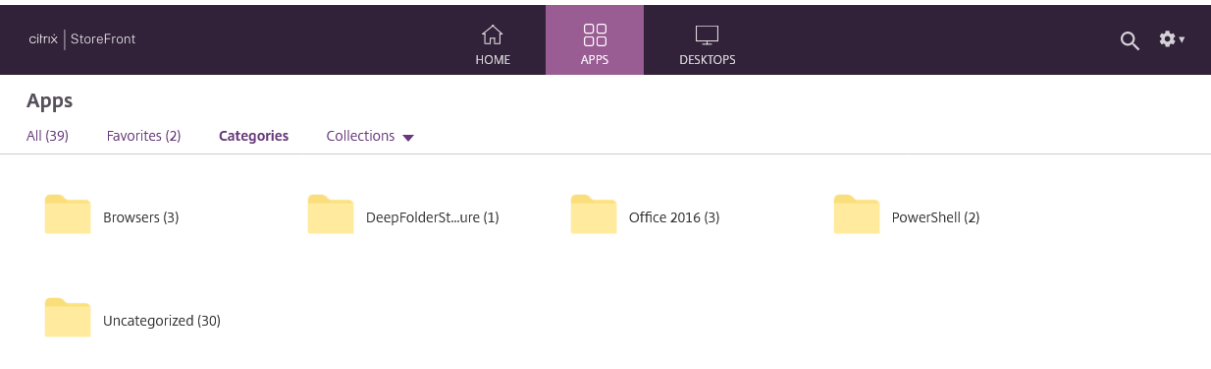 citrix | StoreFront
HOME
APPS
DESKTOPS
Apps
All (39) Favorites (2) Categories Collections
Browsers (3) DeepFolderSt...ure (1) Office 2016 (3) PowerShell (2)
Uncategorized (30)